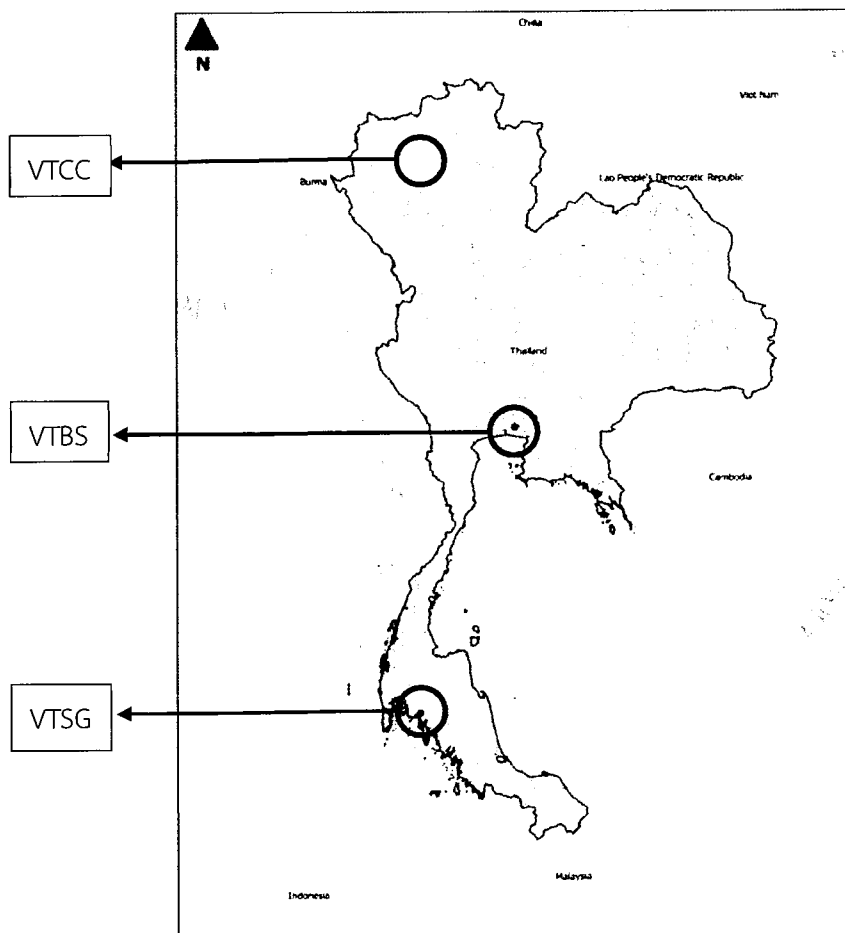 China
N
Viet Nam
VTCC
Burma
Lao People's Democratic Republic
Thailand
VTBS
Cambodia
VTSG
Malaysia
Indonesia